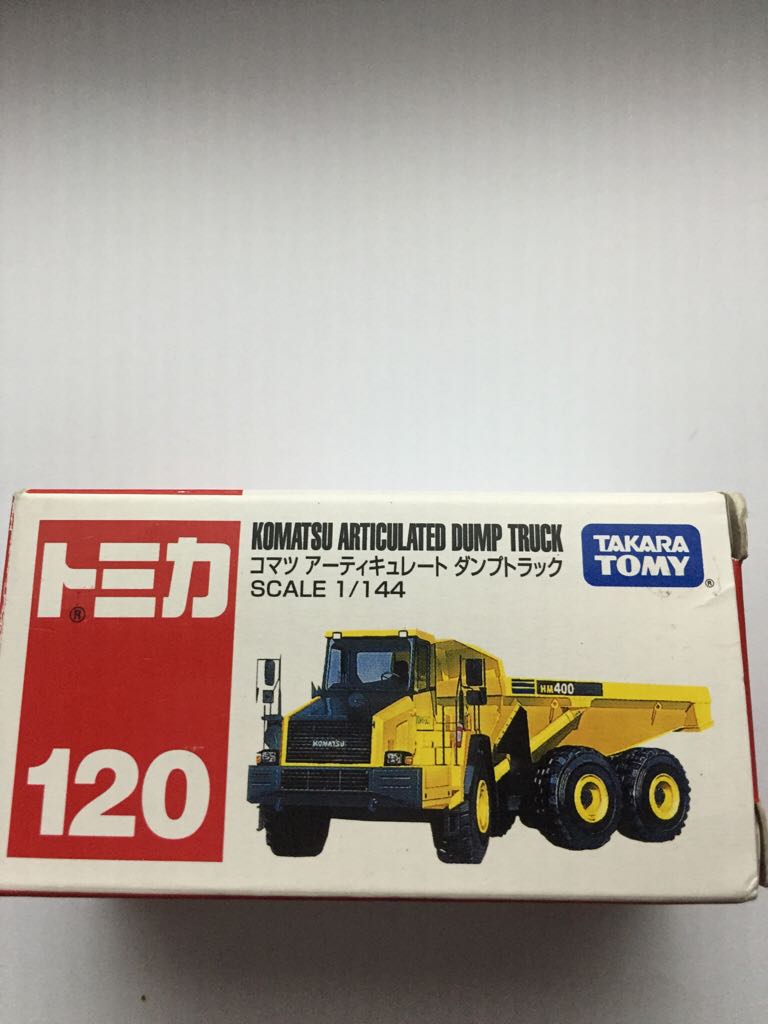 トミカ
®
120
KOMATSU ARTICULATED DUMP TRUCK
コマツ アーティキュレート ダンプトラック
SCALE 1/144
TAKARA
TOMY
®
HM400
KOMATSU